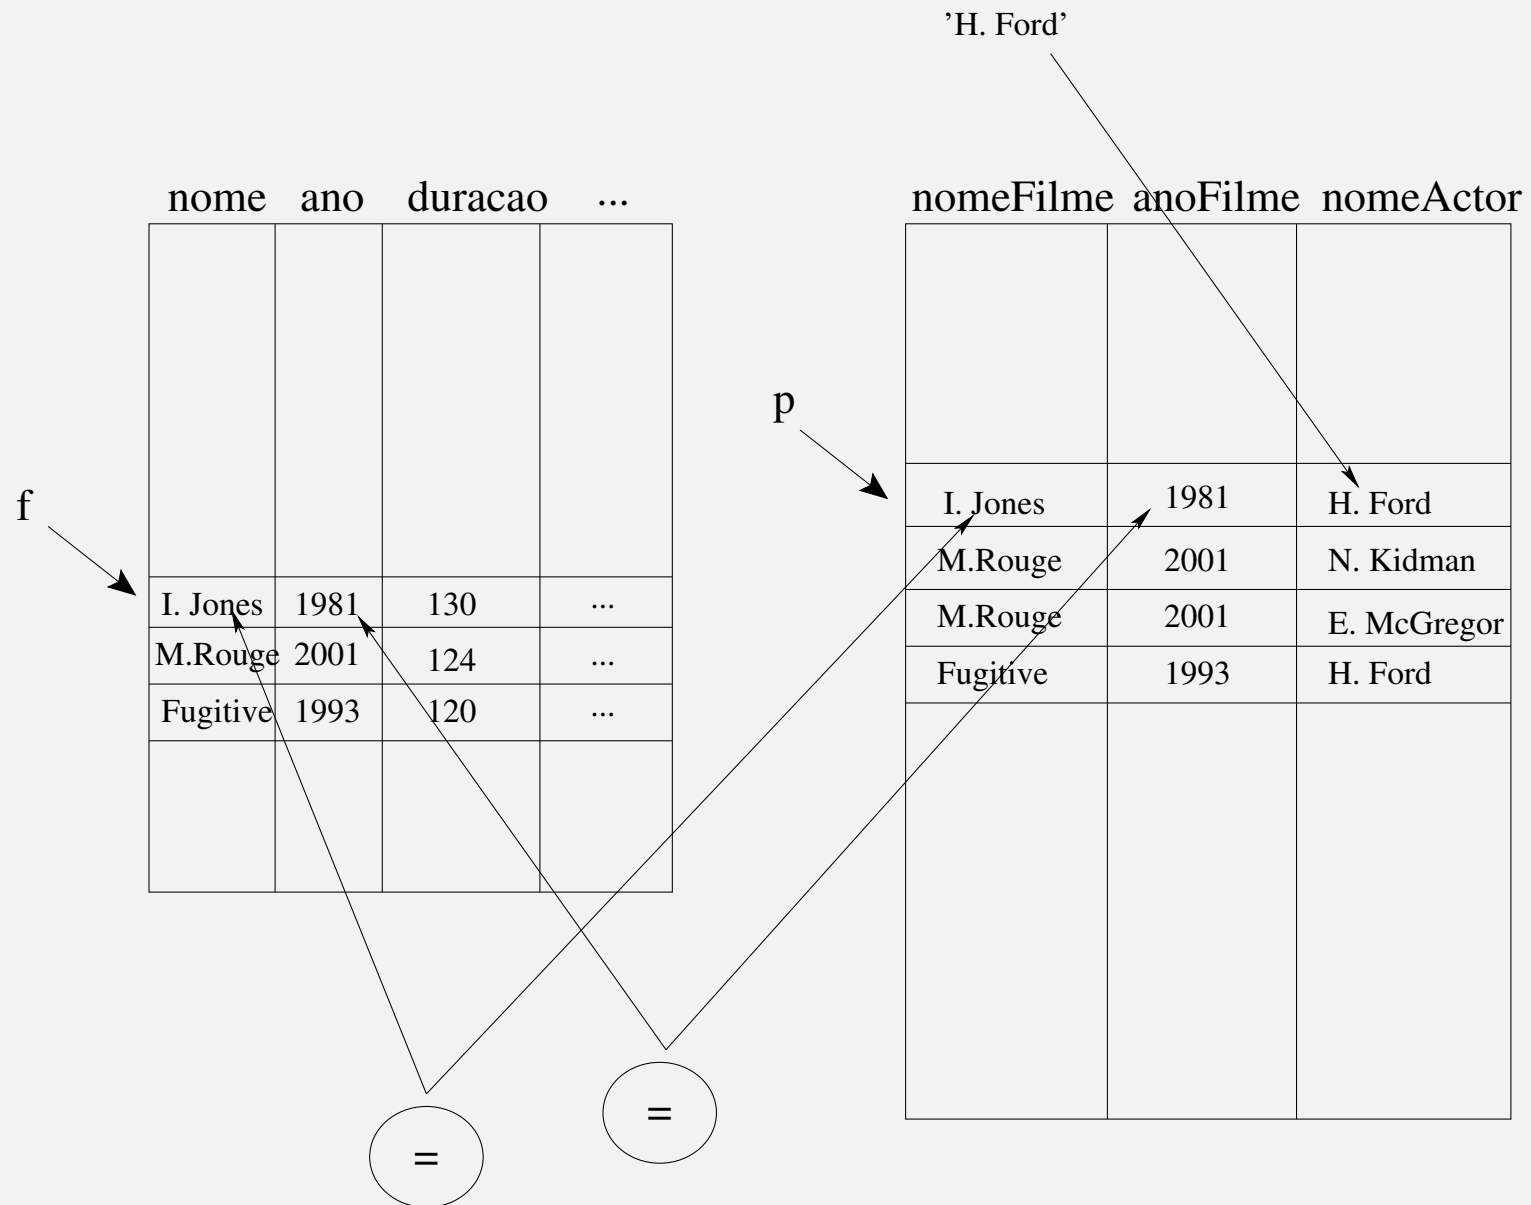 ’H. Ford’
nome ano duracao ...
nomeFilme anoFilme nomeActor
p
f
I. Jones 1981 130 ...
M.Rouge 2001 124 ...
Fugitive 1993 120 ...
I. Jones 1981 H. Ford
M.Rouge 2001 N. Kidman
M.Rouge 2001 E. McGregor
Fugitive 1993 H. Ford
=
=